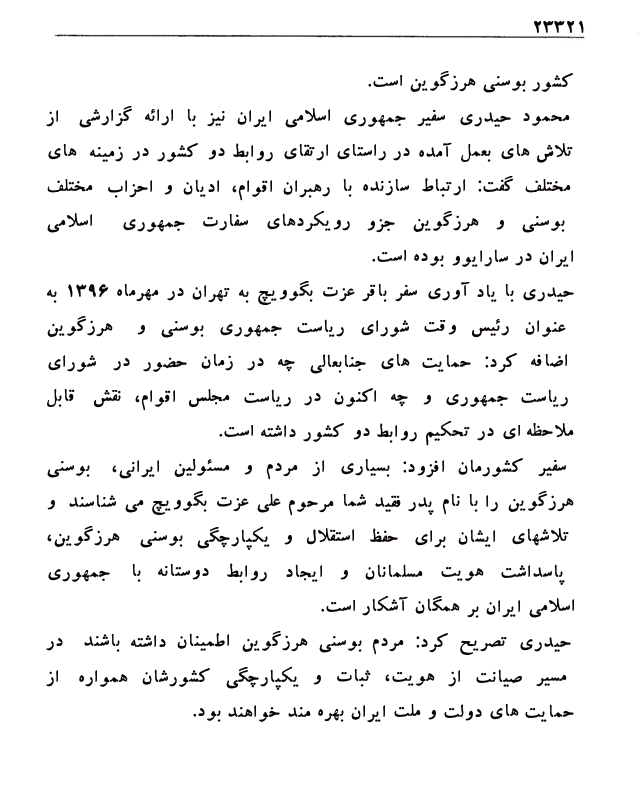 ۲۳۳۲۱
کشور بوسنی هرزگوین است.
محمود حیدری سفیر جمهوری اسلامی ایران نیز با ارائه گزارشی از
تلاش های بعمل آمده در راستای ارتقای روابط دو کشور در زمینه های
مختلف گفت: ارتباط سازنده با رهبران اقوام، ادیان و احزاب مختلف
بوسنی و هرزگوین جزو رویکردهای سفارت جمهوری اسلامی
ایران در سارایوو بوده است.
حیدری با یاد آوری سفر باقر عزت بگوویچ به تهران در مهرماه ۱۳۹۶ به
عنوان رئیس وقت شورای ریاست جمهوری بوسنی و هرزگوین
اضافه کرد: حمایت های جنابعالی چه در زمان حضور در شورای
ریاست جمهوری و چه اکنون در ریاست مجلس اقوام، نقش قابل
ملاحظه ای در تحکیم روابط دو کشور داشته است.
سفیر کشورمان افزود: بسیاری از مردم و مسئولین ایرانی، بوسنی
هرزگوین را با نام پدر فقید شما مرحوم علی عزت بگوویچ می شناسند و
تلاشهای ایشان برای حفظ استقلال و یکپارچگی بوسنی هرزگوین،
پاسداشت هویت مسلمانان و ایجاد روابط دوستانه با جمهوری
اسلامی ایران بر همگان آشکار است.
حیدری تصریح کرد: مردم بوسنی هرزگوین اطمینان داشته باشند در
مسیر صیانت از هویت، ثبات و یکپارچگی کشورشان همواره از
حمایت های دولت و ملت ایران بهره مند خواهند بود.